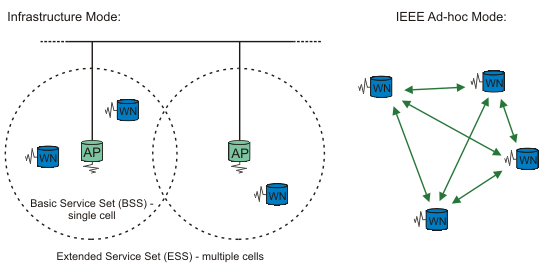 Infrastructure Mode:
IEEE Ad-hoc Mode:
WN
WN
WN
WN
AP
AP
WN
WN
WN
Basic Service Set (BSS) -
single cell
Extended Service Set (ESS) - multiple cells